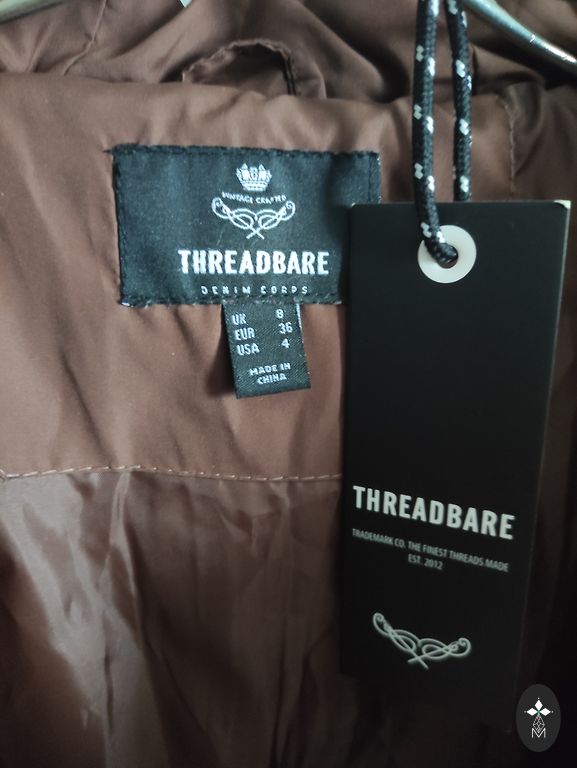 VINTAGE CRAFTED
THREADBARE
DENIM CORPS
UK 8
EUR 36
USA 4
MADE IN
CHINA
THREADBARE
TRADEMARK CO. THE FINEST THREADS MADE
EST. 2012
M